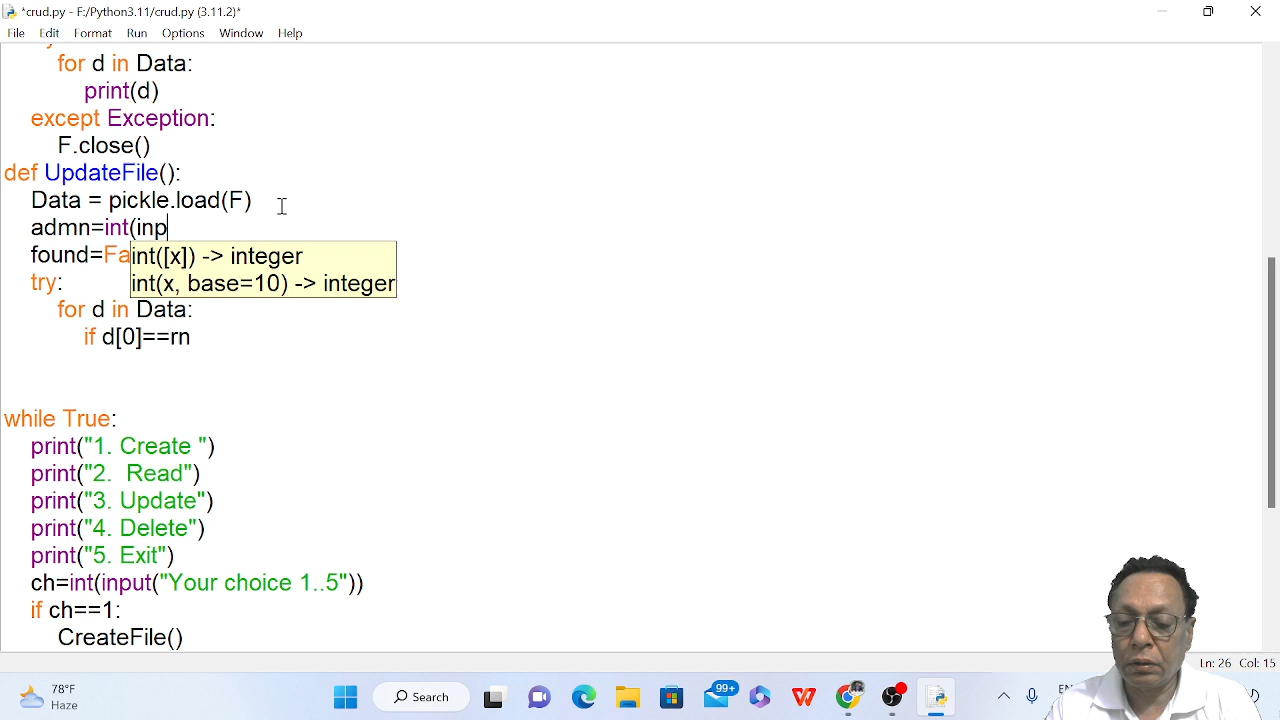 *crud.py - F:/Python3.11/crud.py (3.11.2)*
File Edit Format Run Options Window Help
for d in Data:
print(d)
except Exception:
F.close()
def UpdateFile():
Data = pickle.load(F)
admn=int(inp
found=Fa
int([x]) -> integer
try:
int(x, base=10) -> integer
for d in Data:
if d[0]==rn
while True:
print("1. Create ")
print("2.  Read")
print("3. Update")
print("4. Delete")
print("5. Exit")
ch=int(input("Your choice 1..5"))
if ch==1:
CreateFile()
Ln: 26 Col: 15
78°F
Haze
Search
99+